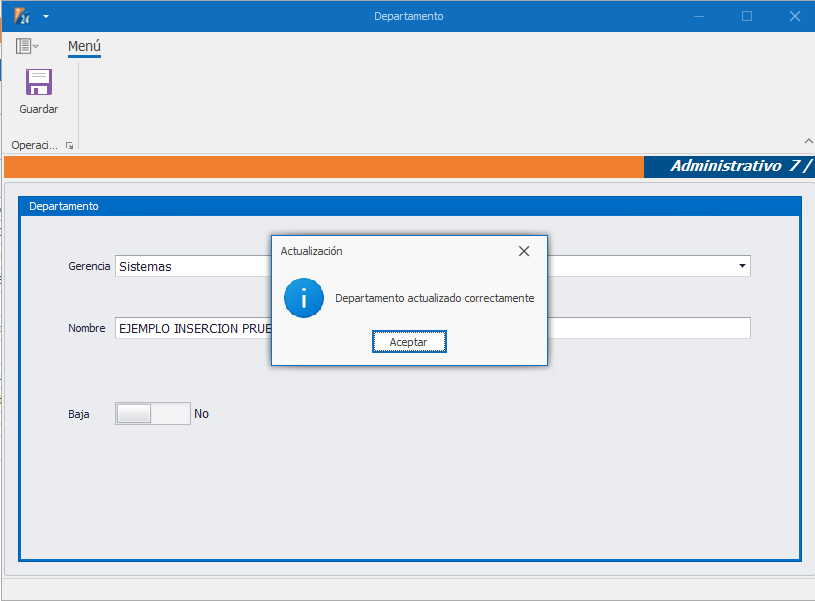 24
Departamento
Menú
Guardar
Operaci...
Administrativo 7 /
Departamento
Gerencia Sistemas
Nombre EJEMPLO INSERCION PRUE
Baja No
Actualización
Departamento actualizado correctamente
Aceptar